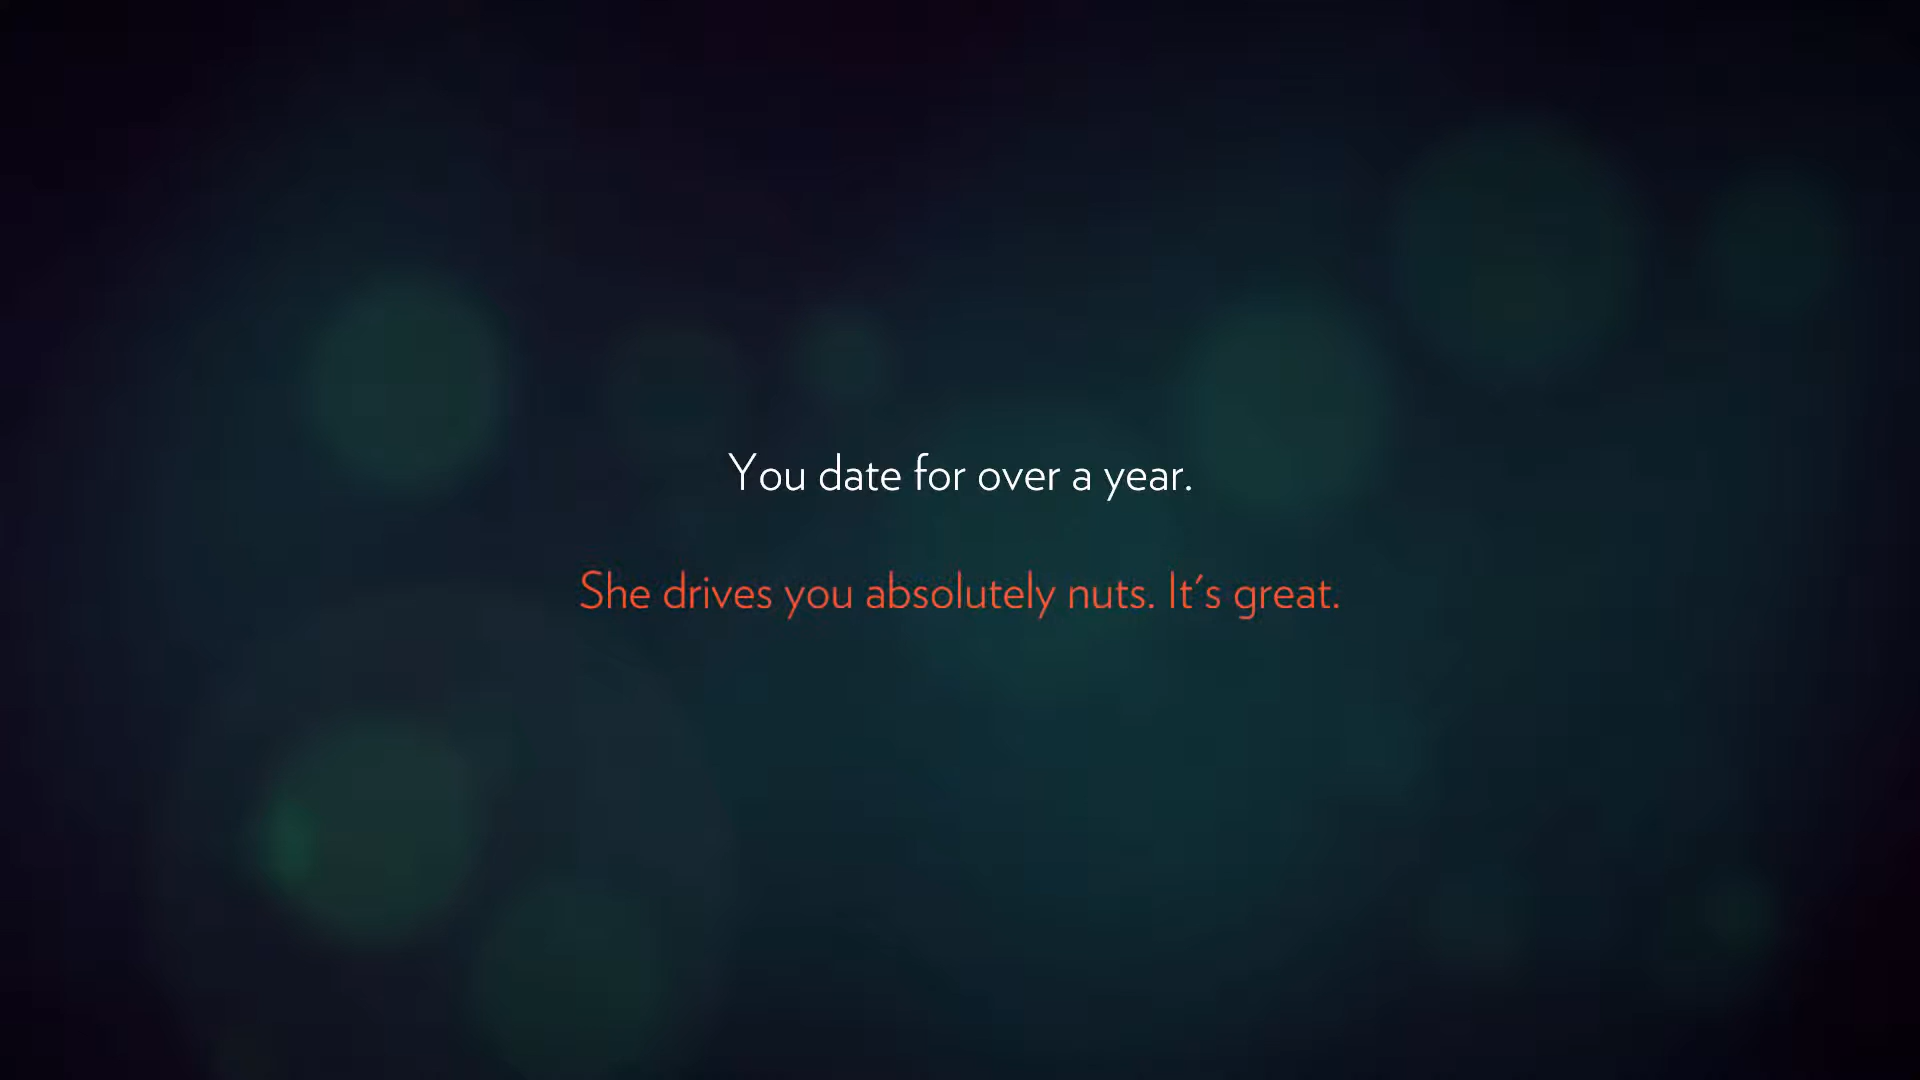 You date for over a year.
She drives you absolutely nuts. It's great.